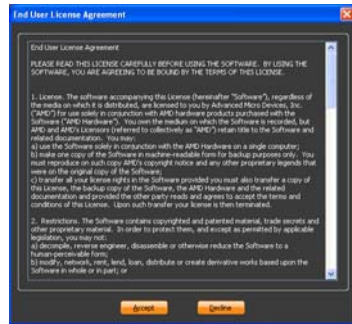 End User License Agreement
End User License Agreement
PLEASE READ THIS LICENSE CAREFULLY BEFORE USING THE SOFTWARE. BY USING THE
SOFTWARE, YOU ARE AGREEING TO BE BOUND BY THE TERMS OF THIS LICENSE.
1. License. The software accompanying this License (hereinafter "Software"), regardless of
the media on which it is distributed, are licensed to you by Advanced Micro Devices, Inc.
("AMD") for use solely in conjunction with AMD hardware products purchased with the
Software ("AMD Hardware"). You own the medium on which the Software is recorded, but
AMD and AMD's Licensors (referred to collectively as "AMD") retain title to the Software and
related documentation. You may:
a) use the Software solely in conjunction with the AMD Hardware on a single computer;
b) make one copy of the Software in machine-readable form for backup purposes only. You
must reproduce on such copy AMD's copyright notice and any other proprietary legends that
were on the original copy of the Software;
c) transfer all your license rights in the Software provided you must also transfer a copy of
this License, the backup copy of the Software, the AMD Hardware and the related
documentation and provided the other party reads and agrees to accept the terms and
conditions of this License. Upon such transfer your license is then terminated.
2. Restrictions. The Software contains copyrighted and patented material, trade secrets and
other proprietary material. In order to protect them, and except as permitted by applicable
legislation, you may not:
a) decompile, reverse engineer, disassemble or otherwise reduce the Software to a
human-perceivable form;
b) modify, network, rent, lend, loan, distribute or create derivative works based upon the
Software in whole or in part; or
Accept Decline